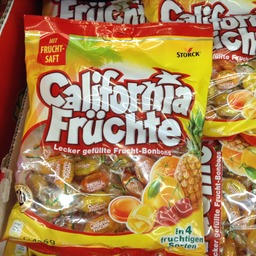 MIT
FRUCHT-
SAFT
STORCK
California
Früchte
Lecker gefüllte Frucht-Bonbons
in 4
fruchtigen
Sorten